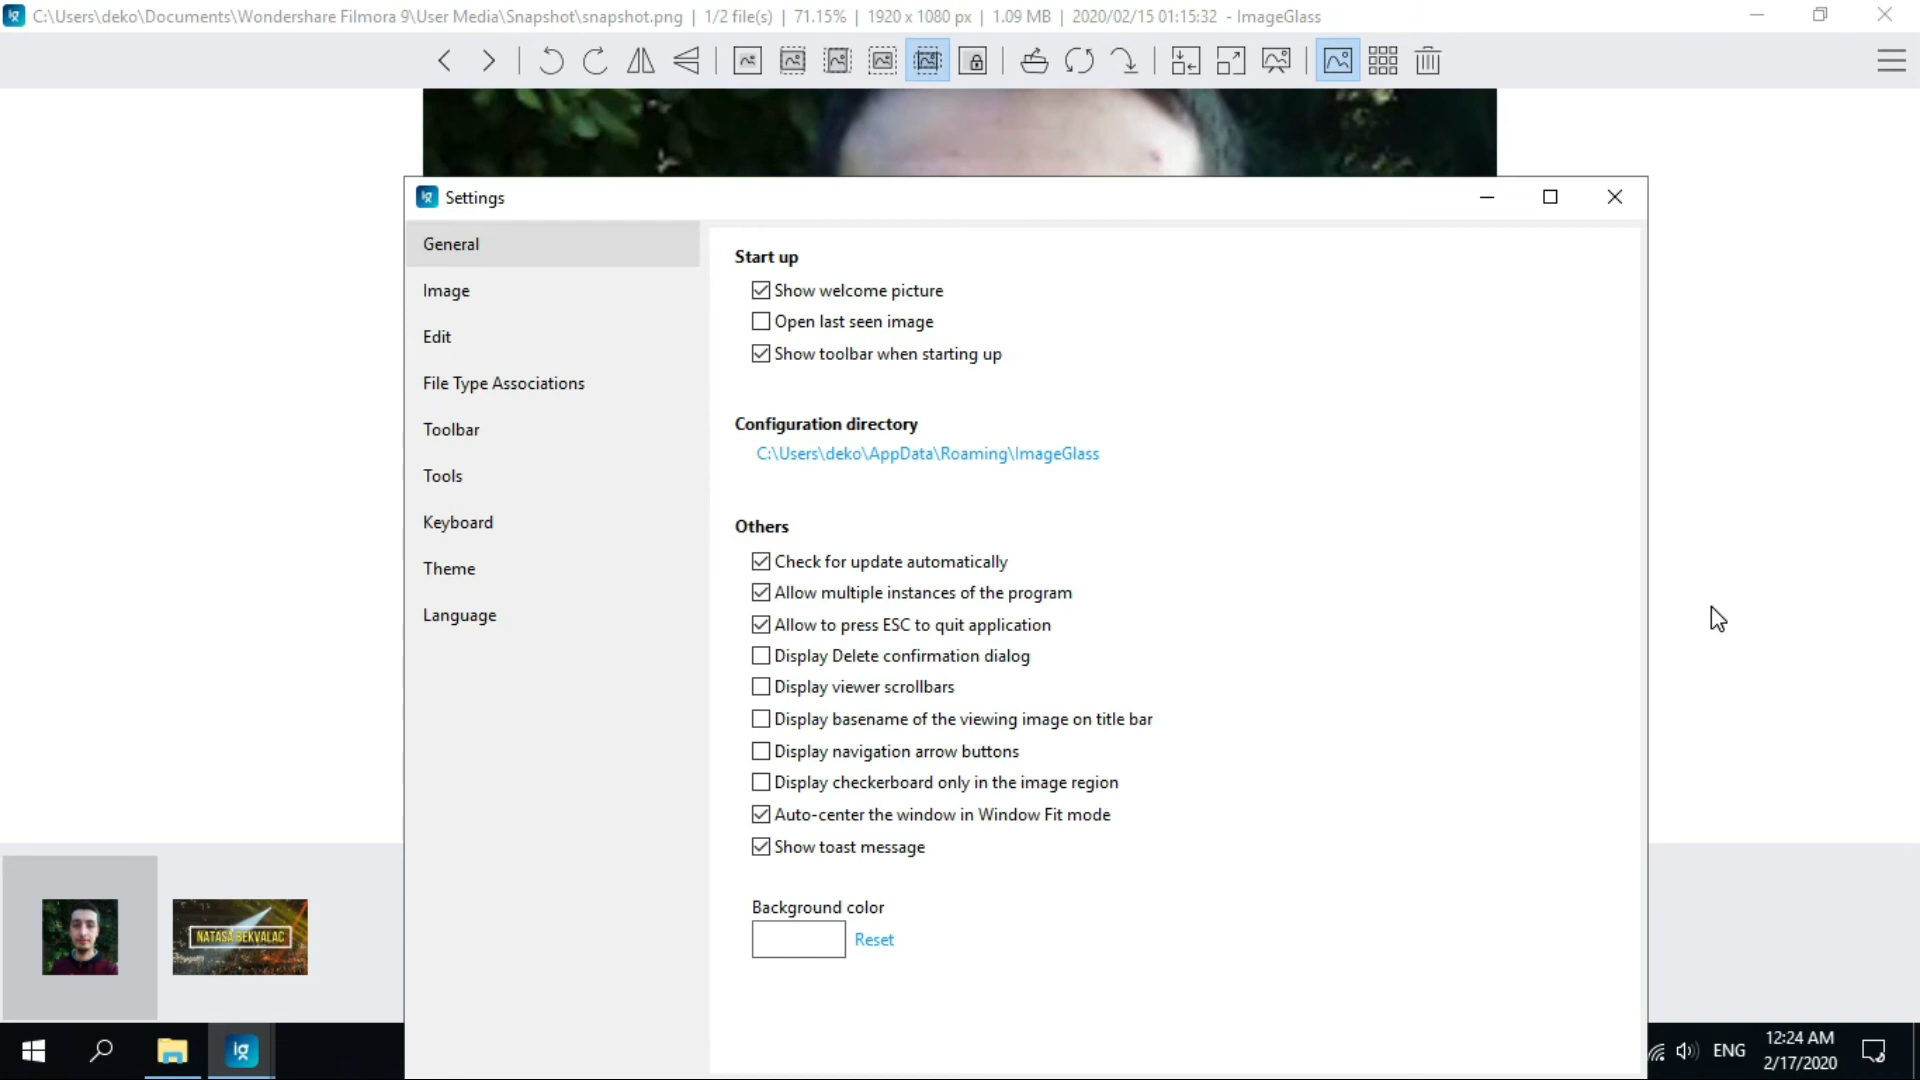 C:\Users\deko\Documents\Wondershare Filmora 9\User Media\Snapshot\snapshot.png | 1/2 file(s) | 71.15% | 1920 x 1080 px | 1.09 MB | 2020/02/15 01:15:32 - ImageGlass
Settings
General
Image
Edit
File Type Associations
Toolbar
Tools
Keyboard
Theme
Language
Start up
Show welcome picture
Open last seen image
Show toolbar when starting up
Configuration directory
C:\Users\deko\AppData\Roaming\ImageGlass
Others
Check for update automatically
Allow multiple instances of the program
Allow to press ESC to quit application
Display Delete confirmation dialog
Display viewer scrollbars
Display basename of the viewing image on title bar
Display navigation arrow buttons
Display checkerboard only in the image region
Auto-center the window in Window Fit mode
Show toast message
Background color
Reset
NATASA BEKVALAC
ig
ENG
12:24 AM
2/17/2020